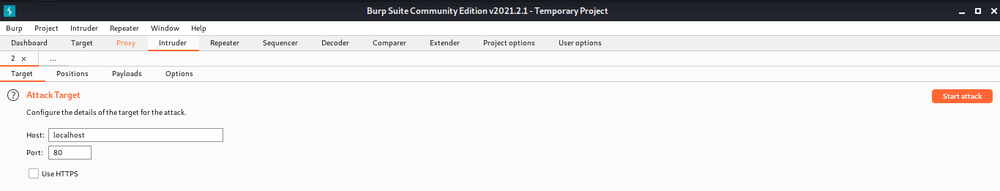 Burp Suite Community Edition v2021.2.1 - Temporary Project
Burp Project Intruder Repeater Window Help
Dashboard Target Proxy Intruder Repeater Sequencer Decoder Comparer Extender Project options User options
2 × ...
Target Positions Payloads Options
? Attack Target Start attack
Configure the details of the target for the attack.
Host: localhost
Port: 80
Use HTTPS